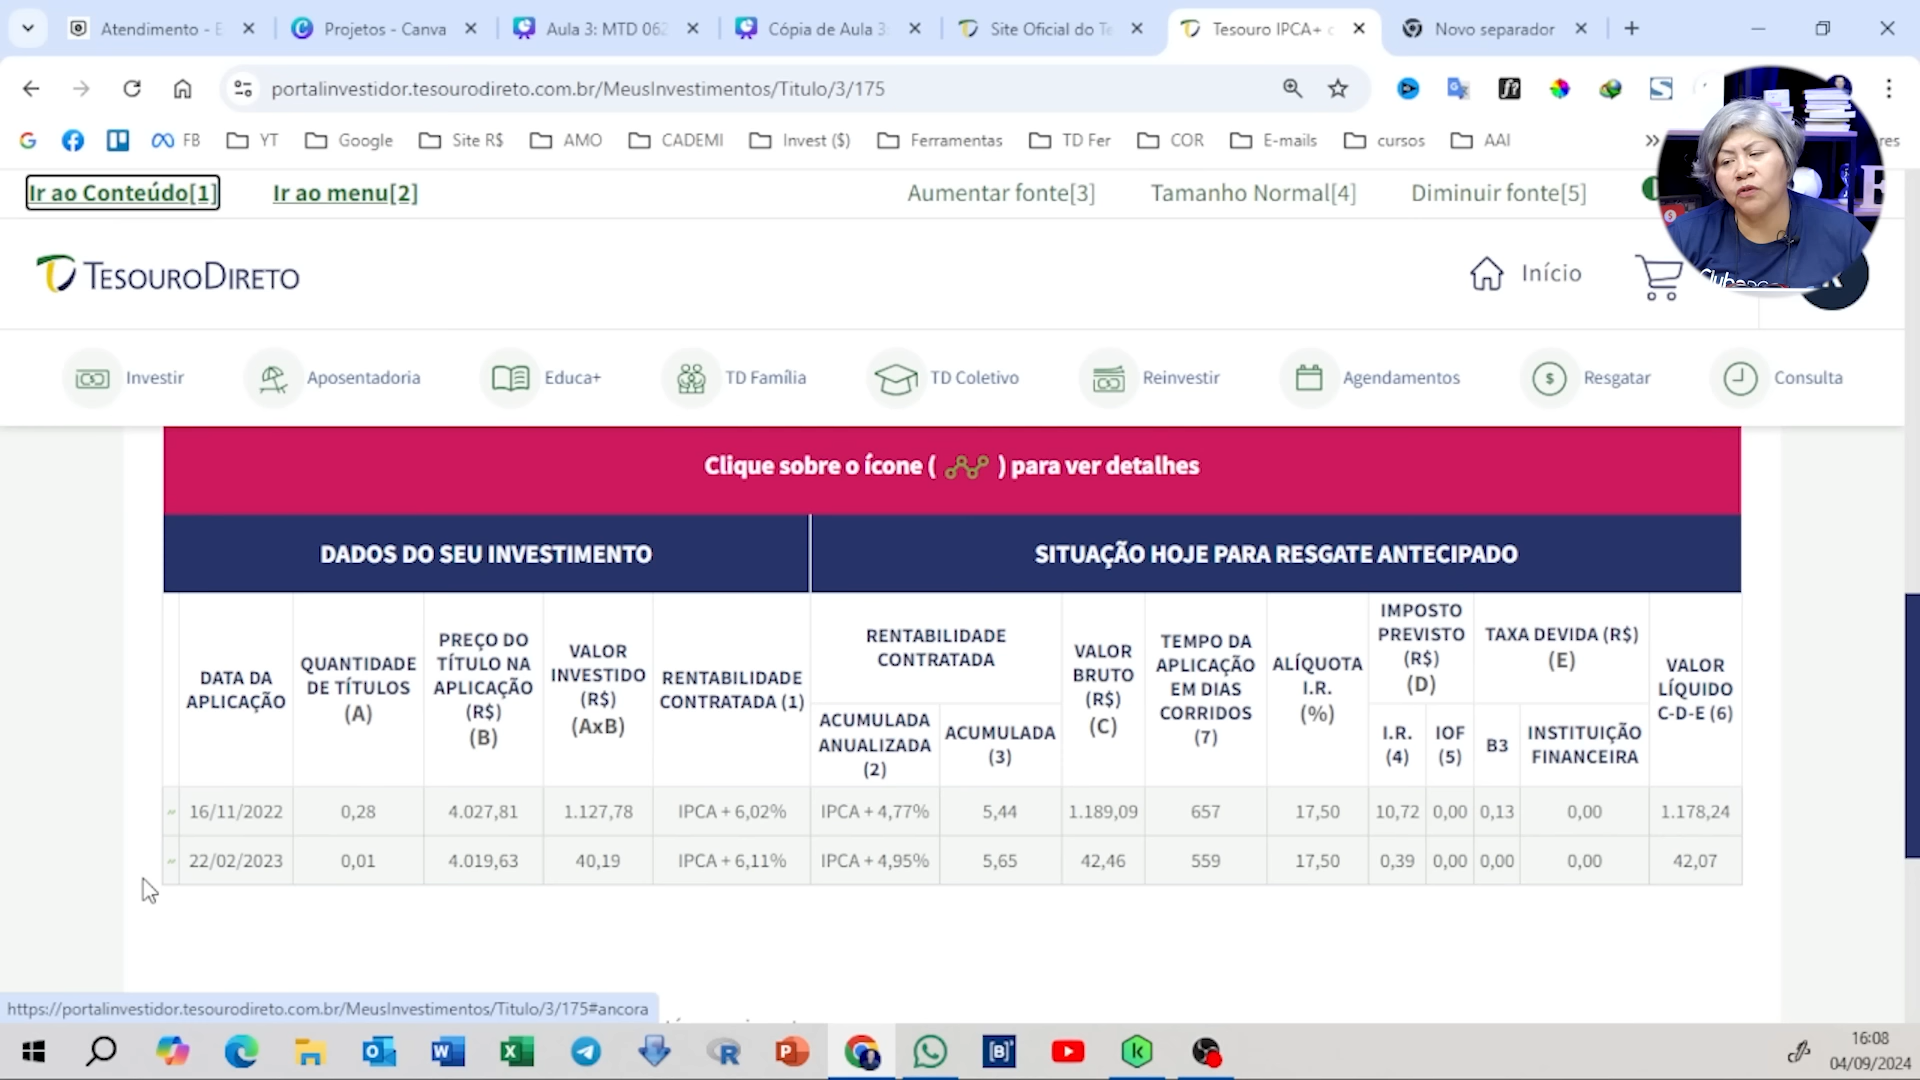 Atendimento - E
Projetos - Canva
Aula 3: MTD 062
Cópia de Aula 3:
Site Oficial do Te
Tesouro IPCA+ c
Novo separador
portalinvestidor.tesourodireto.com.br/MeusInvestimentos/Titulo/3/175
FB
YT
Google
Site R$
AMO
CADEMI
Invest ($)
Ferramentas
TD Fer
COR
E-mails
cursos
AAI
Ir ao Conteúdo[1]
Ir ao menu[2]
Aumentar fonte[3]
Tamanho Normal[4]
Diminuir fonte[5]
TESOURODIRETO
Início
Investir
Aposentadoria
Educa+
TD Família
TD Coletivo
Reinvestir
Agendamentos
Resgatar
Consulta
Clique sobre o ícone ( ) para ver detalhes
DADOS DO SEU INVESTIMENTO
SITUAÇÃO HOJE PARA RESGATE ANTECIPADO
DATA DA
APLICAÇÃO
QUANTIDADE
DE TÍTULOS
(A)
PREÇO DO
TÍTULO NA
APLICAÇÃO
(R$)
(B)
VALOR
INVESTIDO
(R$)
(AxB)
RENTABILIDADE
CONTRATADA (1)
RENTABILIDADE
CONTRATADA
ACUMULADA
ANUALIZADA
(2)
ACUMULADA
(3)
VALOR
BRUTO
(R$)
(C)
TEMPO DA
APLICAÇÃO
EM DIAS
CORRIDOS
(7)
ALÍQUOTA
I.R.
(%)
IMPOSTO
PREVISTO
(R$)
(D)
I.R.
(4)
IOF
(5)
TAXA DEVIDA (R$)
(E)
B3
INSTITUIÇÃO
FINANCEIRA
VALOR
LÍQUIDO
C-D-E (6)
16/11/2022 0,28 4.027,81 1.127,78 IPCA + 6,02% IPCA + 4,77% 5,44 1.189,09 657 17,50 10,72 0,00 0,13 0,00 1.178,24
22/02/2023 0,01 4.019,63 40,19 IPCA + 6,11% IPCA + 4,95% 5,65 42,46 559 17,50 0,39 0,00 0,00 0,00 42,07
https://portalinvestidor.tesourodireto.com.br/MeusInvestimentos/Titulo/3/175#ancora
16:08
04/09/2024